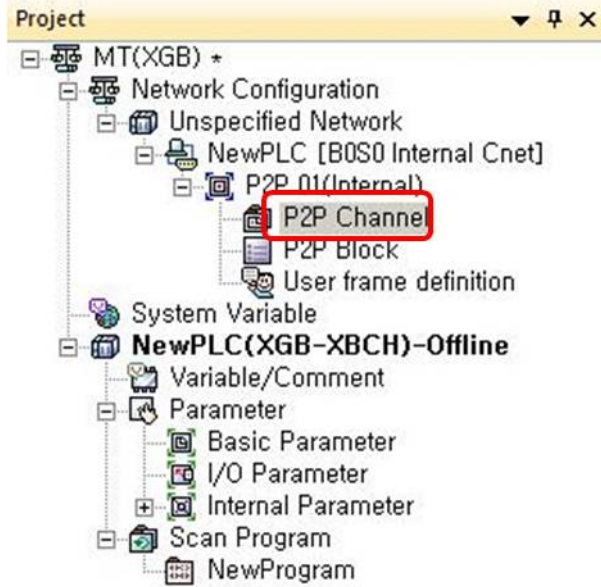 Project
MT(XGB) *
Network Configuration
Unspecified Network
NewPLC [B0S0 Internal Cnet]
P2P 01(Internal)
P2P Channel
P2P Block
User frame definition
System Variable
NewPLC(XGB-XBCH)-Offline
Variable/Comment
Parameter
Basic Parameter
I/O Parameter
Internal Parameter
Scan Program
NewProgram